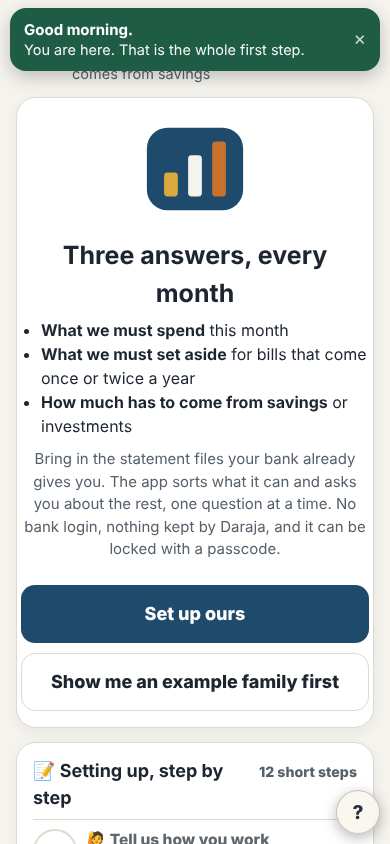 Good morning.
You are here. That is the whole first step.
×
comes from savings
Three answers, every
month
• What we must spend this month
• What we must set aside for bills that come
once or twice a year
• How much has to come from savings or
investments
Bring in the statement files your bank already
gives you. The app sorts what it can and asks
you about the rest, one question at a time. No
bank login, nothing kept by Daraja, and it can be
locked with a passcode.
Set up ours
Show me an example family first
📝 Setting up, step by
step
12 short steps
?
🙋 Tell us how you work